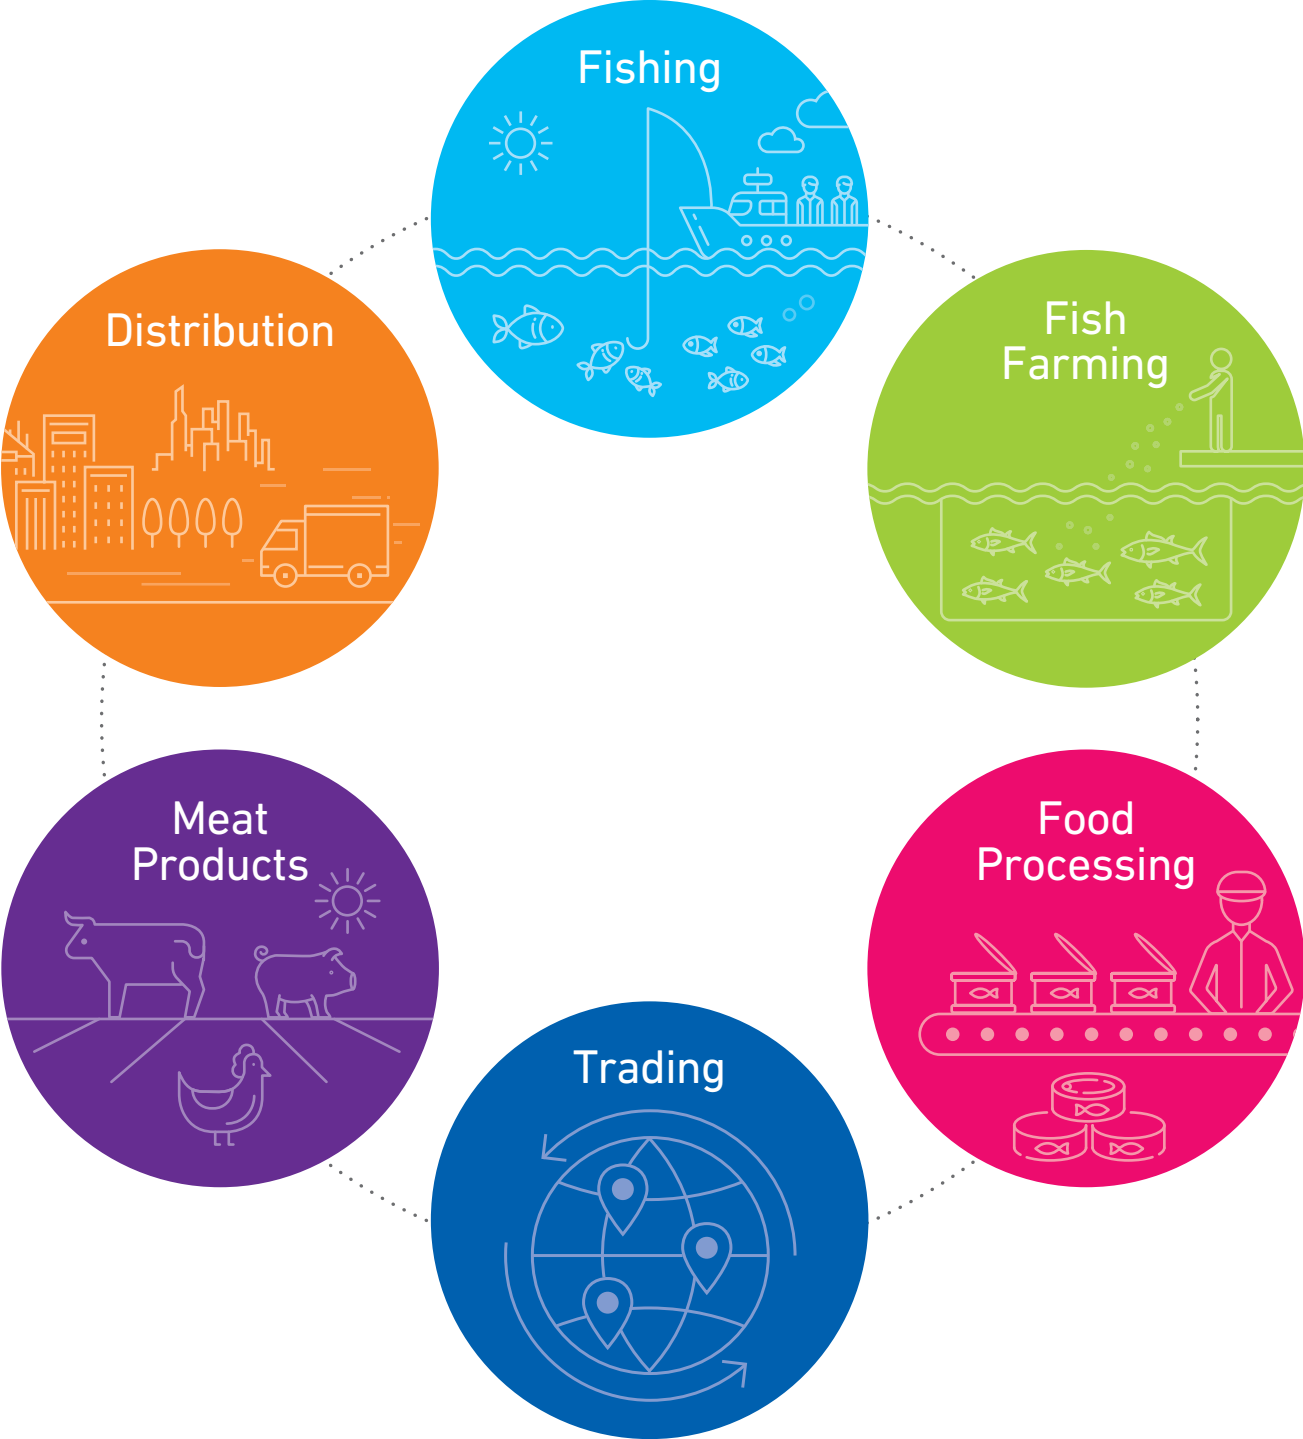 Fishing
Distribution
Fish
Farming
Meat
Products
Food
Processing
Trading